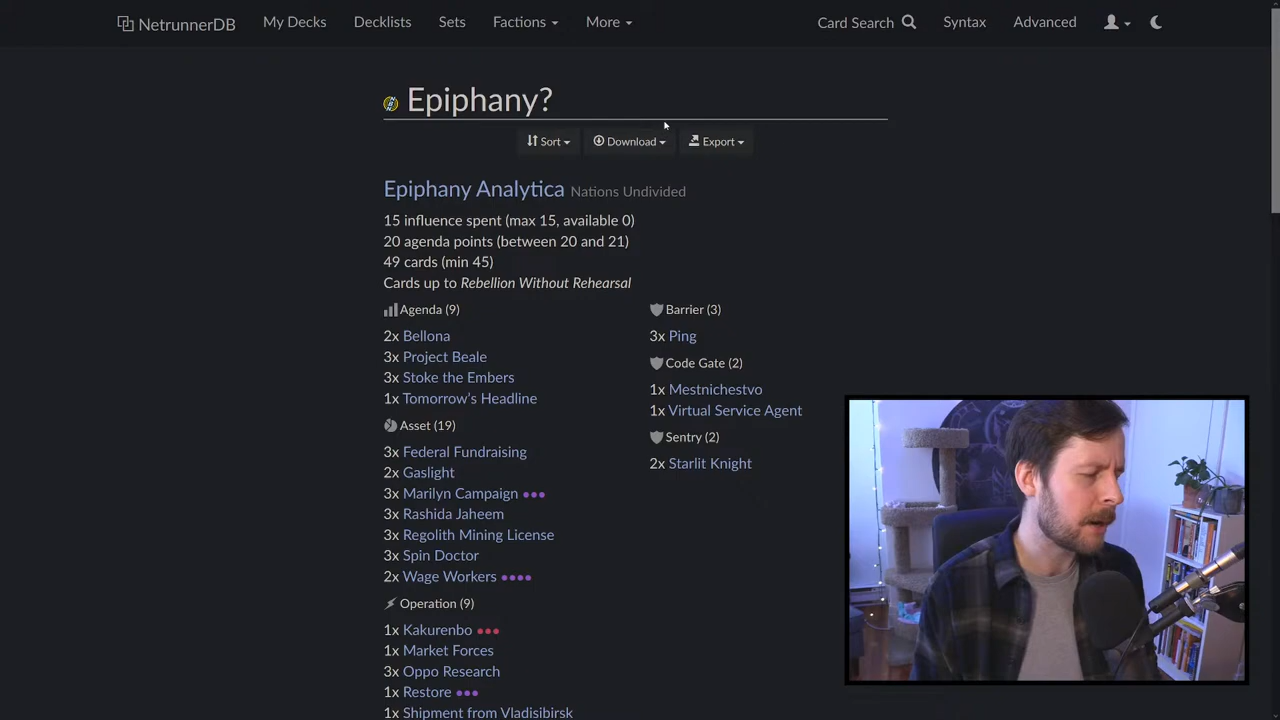 NetrunnerDB My Decks Decklists Sets Factions More Card Search Syntax Advanced
Epiphany?
Sort Download Export
Epiphany Analytica Nations Undivided
15 influence spent (max 15, available 0)
20 agenda points (between 20 and 21)
49 cards (min 45)
Cards up to Rebellion Without Rehearsal
Agenda (9)
2x Bellona
3x Project Beale
3x Stoke the Embers
1x Tomorrow's Headline
Asset (19)
3x Federal Fundraising
2x Gaslight
3x Marilyn Campaign
3x Rashida Jaheem
3x Regolith Mining License
3x Spin Doctor
2x Wage Workers
Operation (9)
1x Kakurenbo
1x Market Forces
3x Oppo Research
1x Restore
1x Shipment from Vladisibirsk
Barrier (3)
3x Ping
Code Gate (2)
1x Mestnichestvo
1x Virtual Service Agent
Sentry (2)
2x Starlit Knight